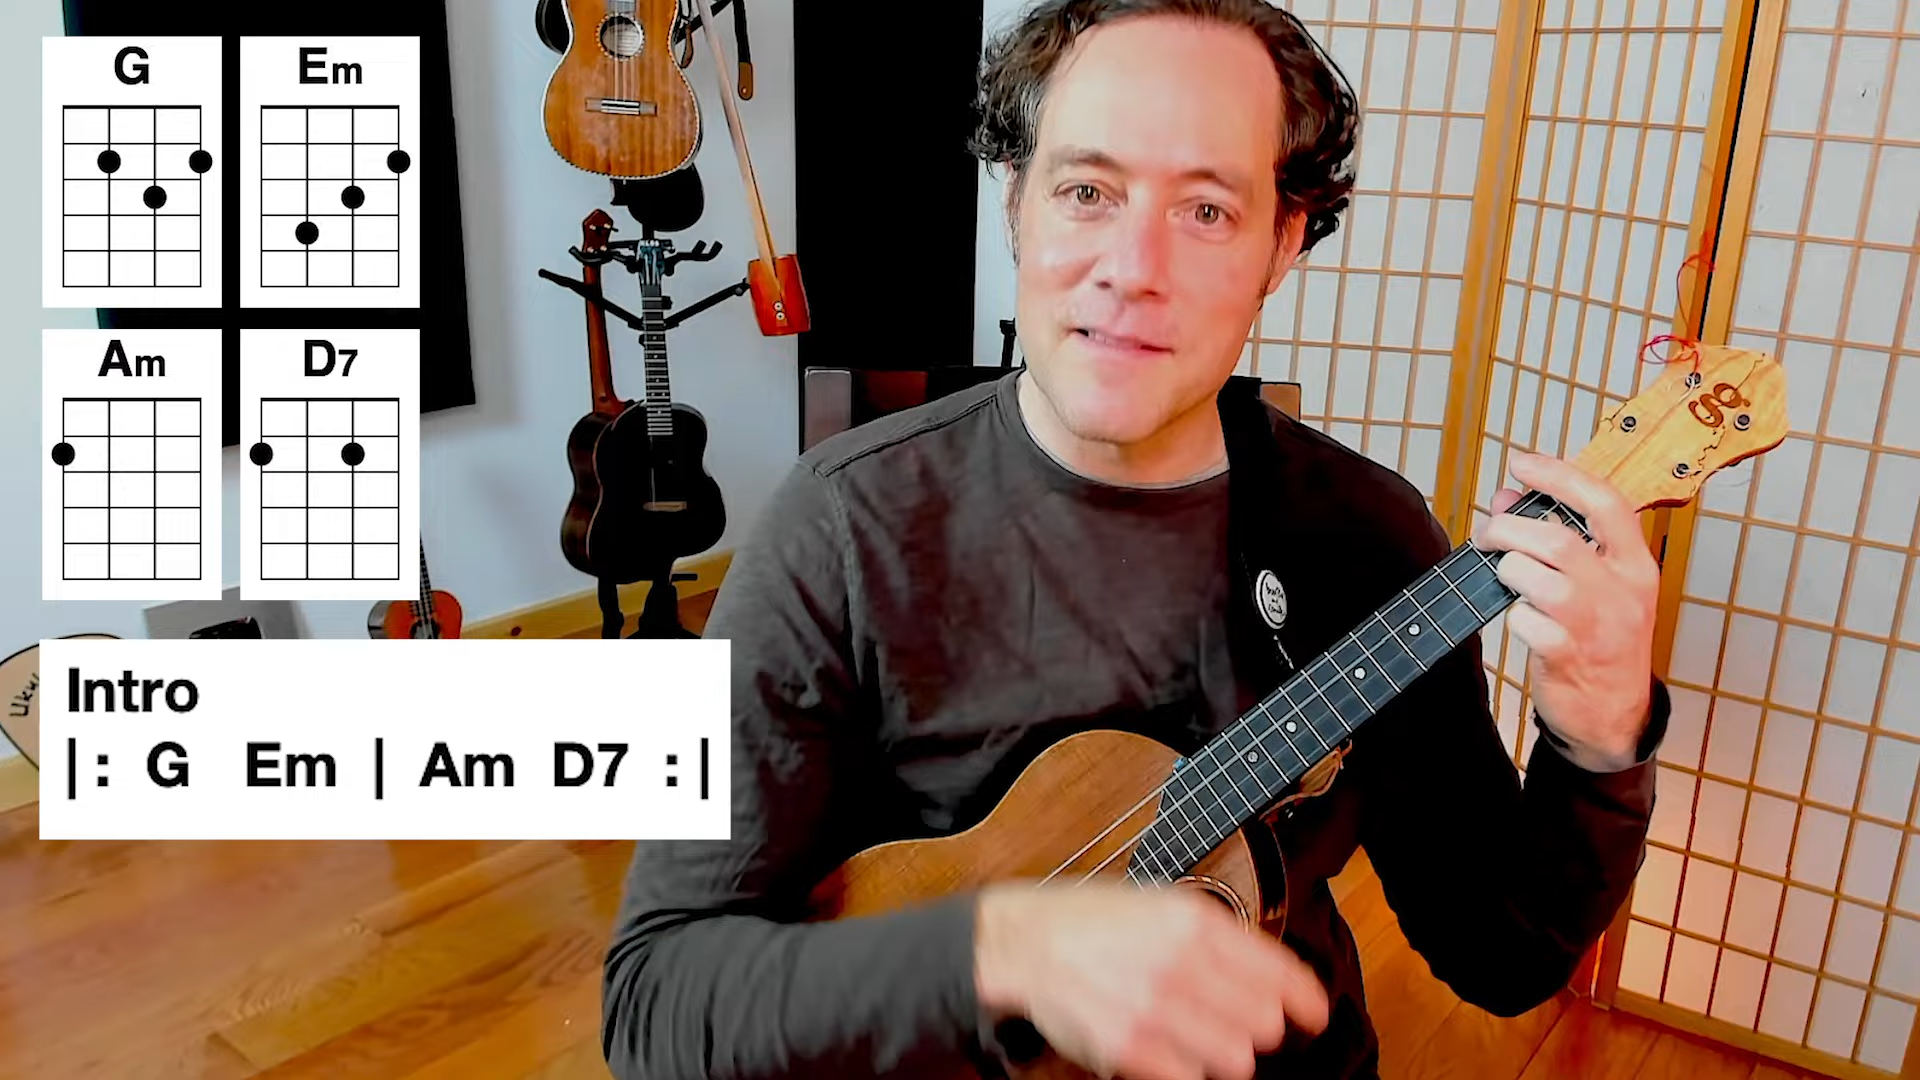 G
Em
Am
D7
Intro
|: G Em | Am D7 :|